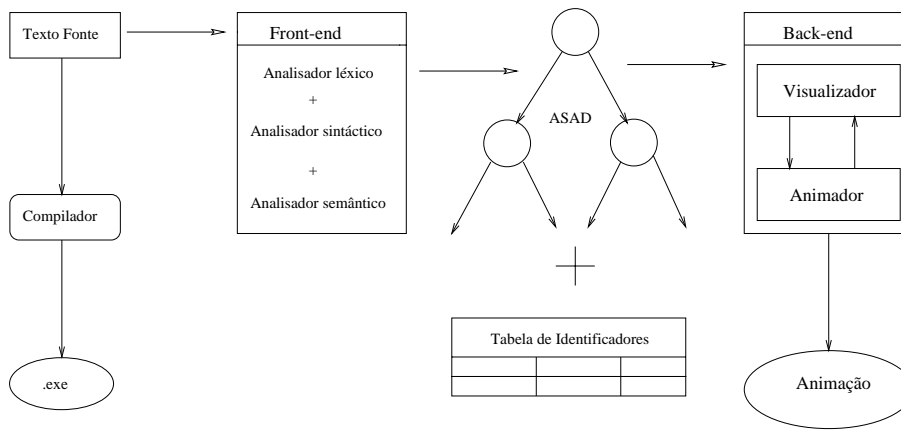 Texto Fonte
Compilador
.exe
Front-end
Analisador léxico
+
Analisador sintáctico
+
Analisador semântico
ASAD
Tabela de Identificadores
Back-end
Visualizador
Animador
Animação